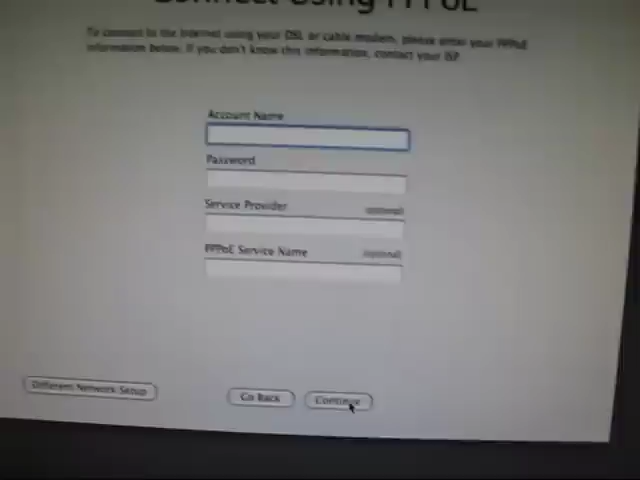 Connect Using PPPoE
To connect to the Internet using your DSL or cable modem, please enter your PPPoE
information below. If you don't know this information, contact your ISP.
Account Name
Password
Service Provider (optional)
PPPoE Service Name (optional)
Different Network Setup
Go Back
Continue